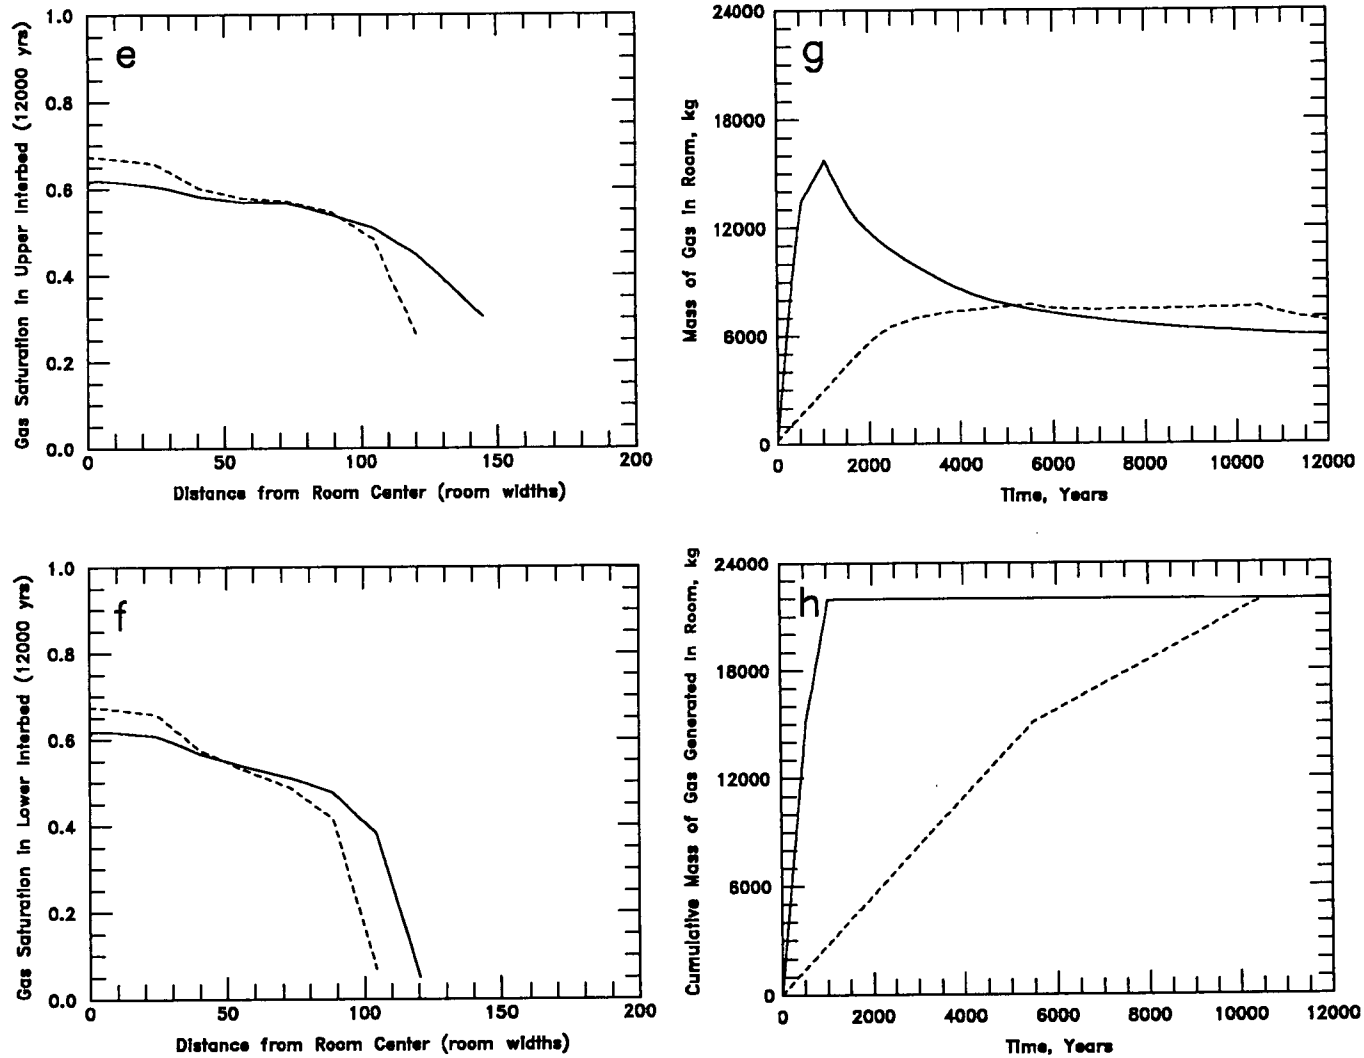 e
Gas Saturation in Upper Interbed (12000 yrs)
1.0
0.8
0.6
0.4
0.2
0.0
0 50 100 150 200
Distance from Room Center (room widths)
g
Mass of Gas in Room, kg
24000
18000
12000
6000
0
0 2000 4000 6000 8000 10000 12000
Time, Years
f
Gas Saturation in Lower Interbed (12000 yrs)
1.0
0.8
0.6
0.4
0.2
0.0
0 50 100 150 200
Distance from Room Center (room widths)
h
Cumulative Mass of Gas Generated in Room, kg
24000
18000
12000
6000
0
0 2000 4000 6000 8000 10000 12000
Time, Years